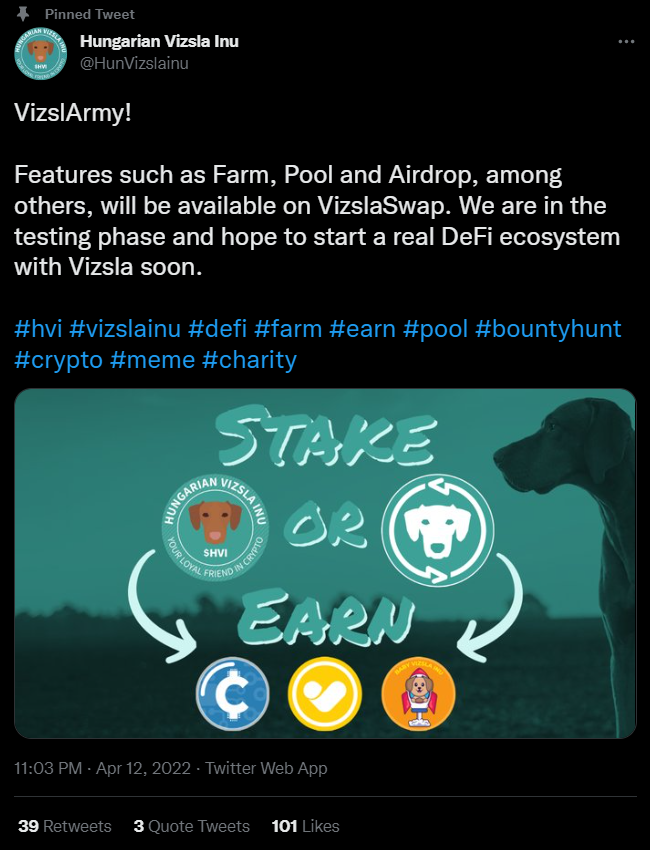 Pinned Tweet
Hungarian Vizsla Inu
@HunVizslainu
VizslArmy!
Features such as Farm, Pool and Airdrop, among
others, will be available on VizslaSwap. We are in the
testing phase and hope to start a real DeFi ecosystem
with Vizsla soon.
#hvi #vizslainu #defi #farm #earn #pool #bountyhunt
#crypto #meme #charity
STAKE
HUNGARIAN VIZSLA INU
SHVI
YOUR LOYAL FRIEND IN CRYPTO
OR
EARN
BABY VIZSLA INU
11:03 PM · Apr 12, 2022 · Twitter Web App
39 Retweets 3 Quote Tweets 101 Likes